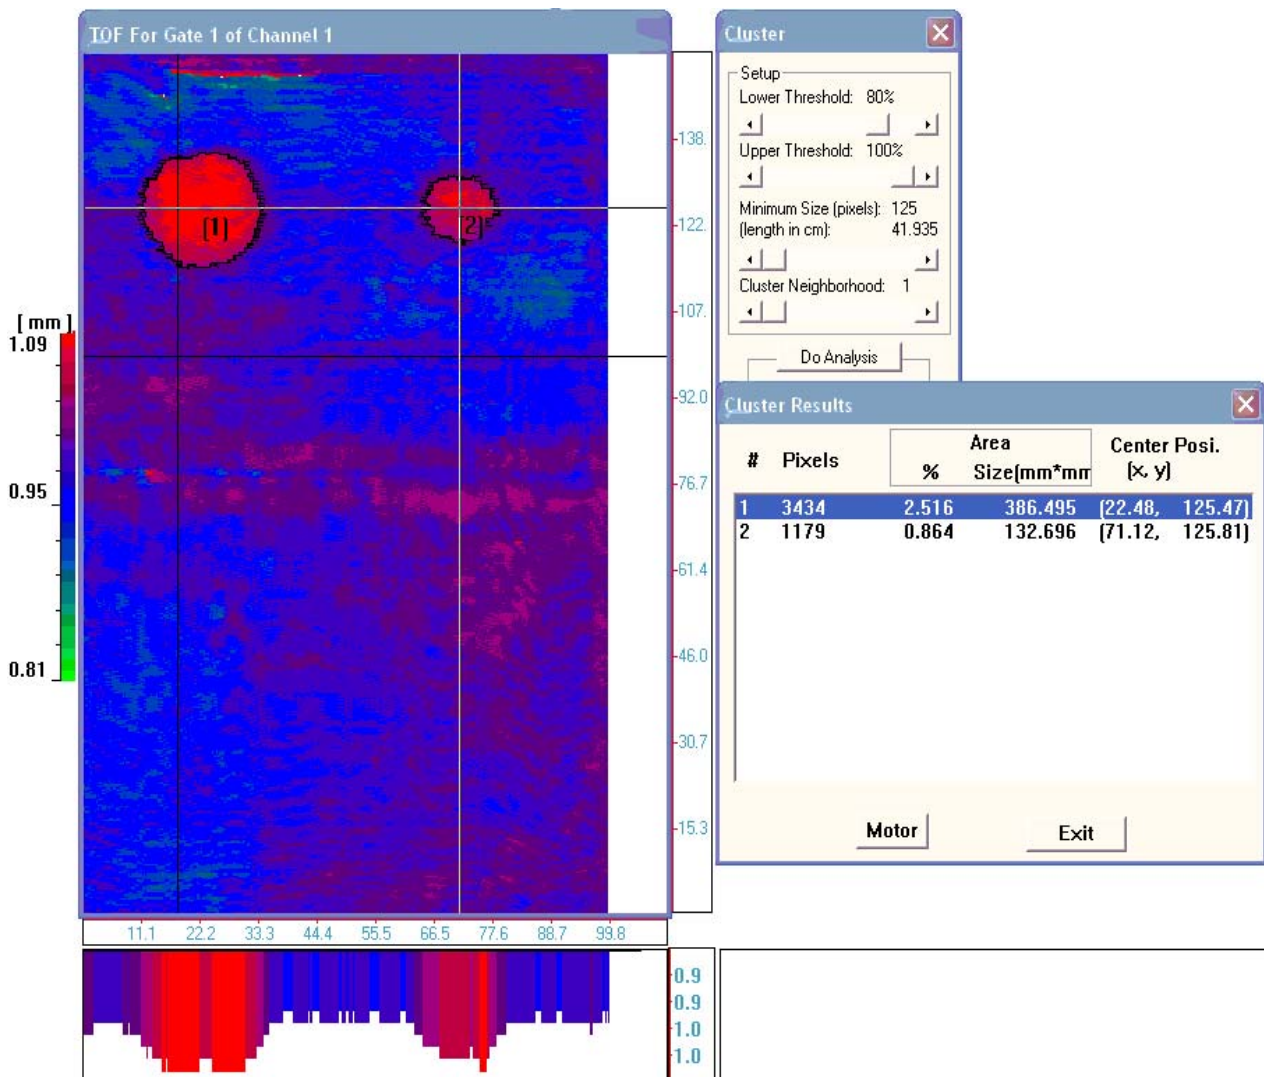 TOF For Gate 1 of Channel 1
[1]
[2]
138.
122.
107.
92.0
76.7
61.4
46.0
30.7
15.3
[ mm ]
1.09
0.95
0.81
11.1 22.2 33.3 44.4 55.5 66.5 77.6 88.7 99.8
0.9
0.9
1.0
1.0
Cluster
Setup
Lower Threshold: 80%
Upper Threshold: 100%
Minimum Size (pixels): 125
(length in cm): 41.935
Cluster Neighborhood: 1
Do Analysis
Cluster Results
Area Center Posi.
# Pixels % Size(mm*mm (x, y)
1 3434 2.516 386.495 (22.48, 125.47)
2 1179 0.864 132.696 (71.12, 125.81)
Motor Exit